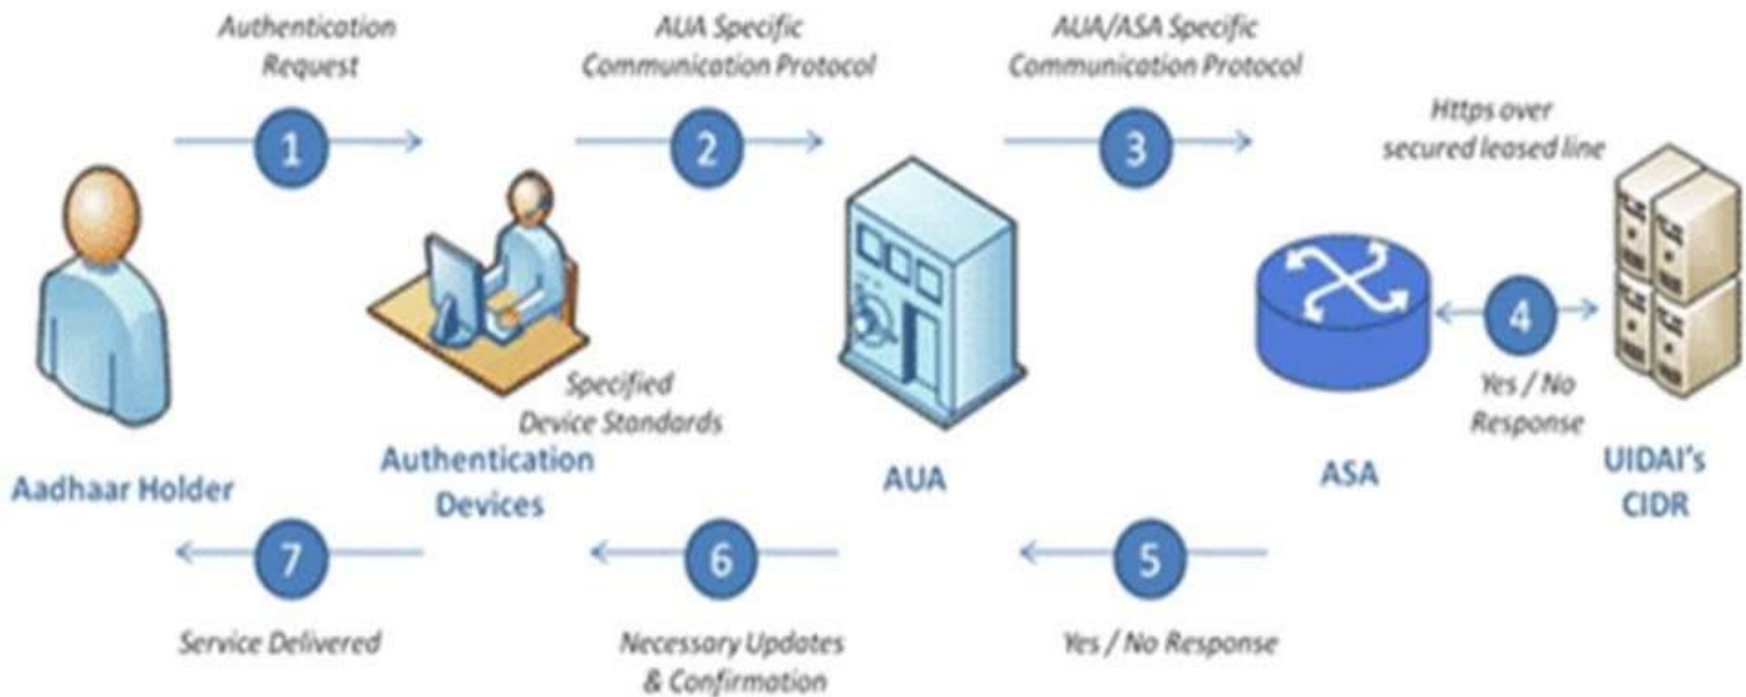 Authentication
Request
AUA Specific
Communication Protocol
AUA/ASA Specific
Communication Protocol
Https over
secured leased line
1
2
3
4
Yes / No
Response
Specified
Device Standards
Aadhaar Holder
Authentication
Devices
AUA
ASA
UIDAI's
CIDR
7
6
5
Service Delivered
Necessary Updates
& Confirmation
Yes / No Response